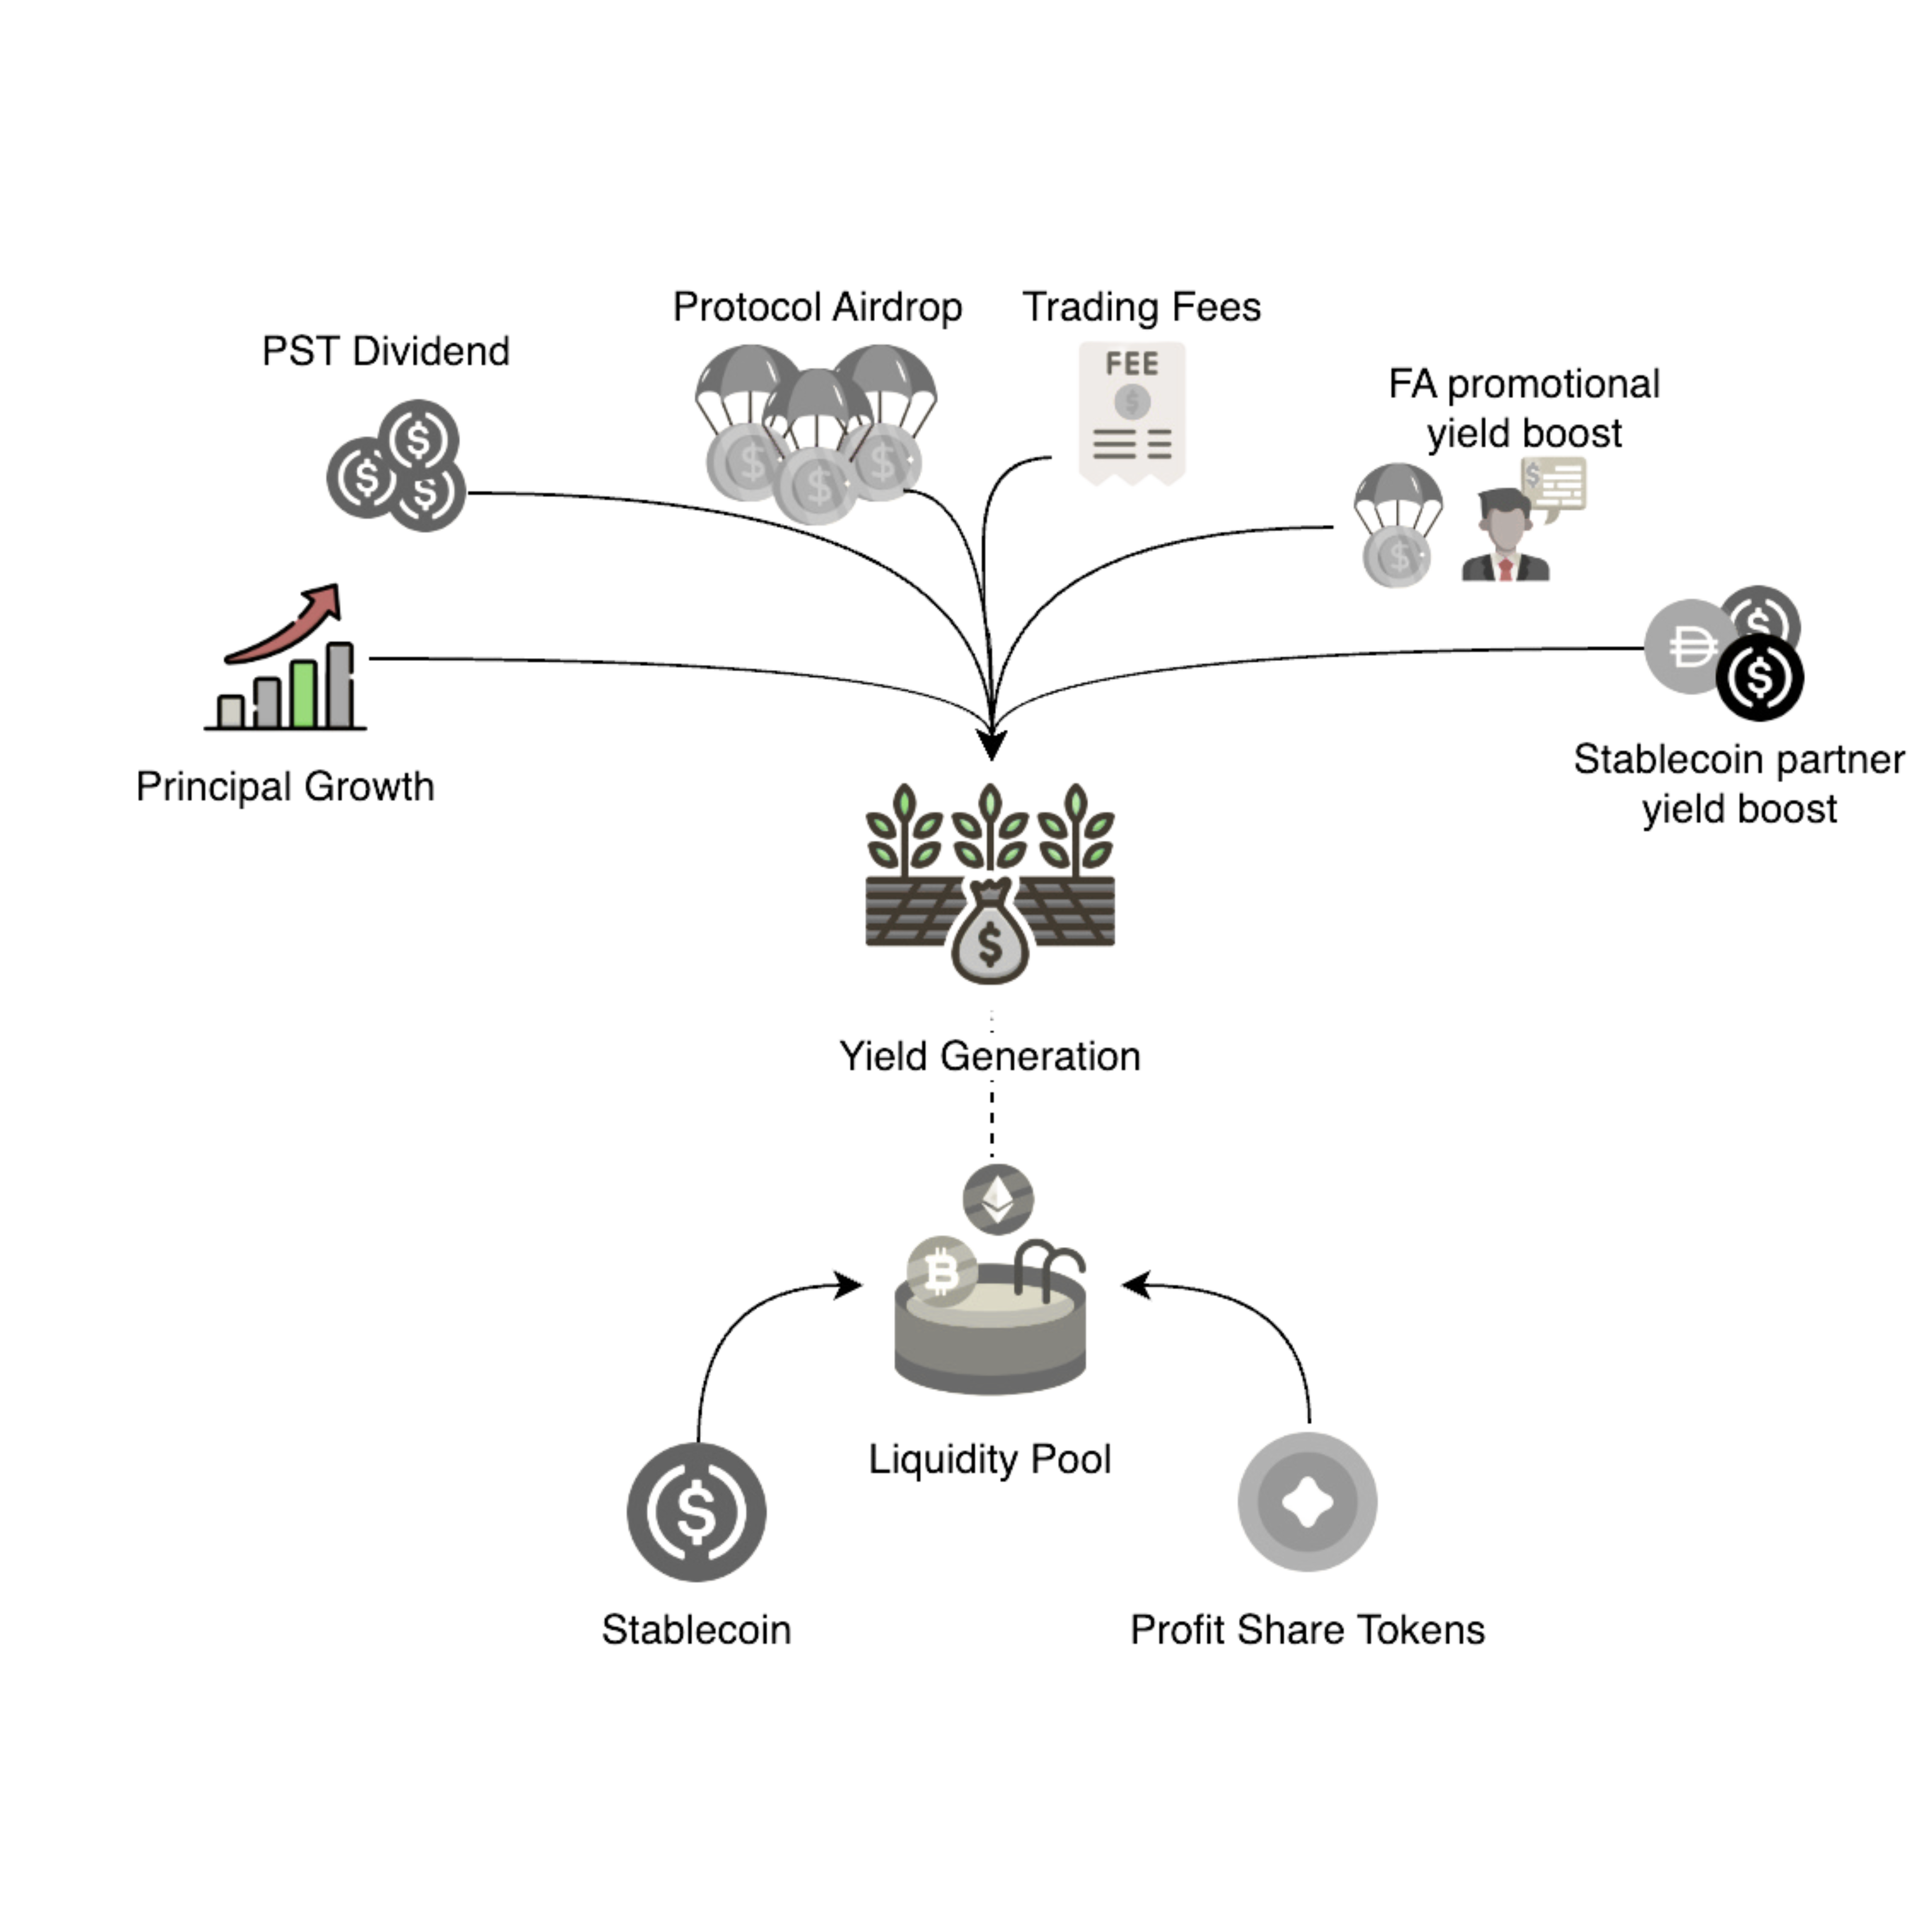 Protocol Airdrop
Trading Fees
PST Dividend
FEE
$
FA promotional
yield boost
Principal Growth
Stablecoin partner
yield boost
Yield Generation
Liquidity Pool
Stablecoin
Profit Share Tokens